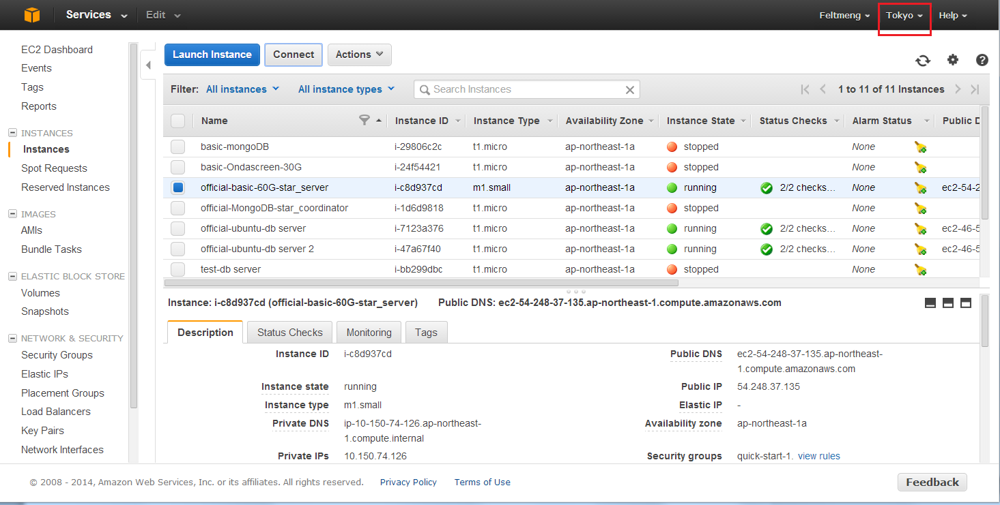 Services Edit Feltmeng Tokyo Help
EC2 Dashboard
Events
Tags
Reports
INSTANCES
Instances
Spot Requests
Reserved Instances
IMAGES
AMIs
Bundle Tasks
ELASTIC BLOCK STORE
Volumes
Snapshots
NETWORK & SECURITY
Security Groups
Elastic IPs
Placement Groups
Load Balancers
Key Pairs
Network Interfaces
Launch Instance Connect Actions
Filter: All instances All instance types Search Instances 1 to 11 of 11 Instances
Name Instance ID Instance Type Availability Zone Instance State Status Checks Alarm Status Public D
basic-mongoDB i-29806c2c t1.micro ap-northeast-1a stopped None
basic-Ondascreen-30G i-24f54421 t1.micro ap-northeast-1a stopped None
official-basic-60G-star_server i-c8d937cd m1.small ap-northeast-1a running 2/2 checks... None ec2-54-2
official-MongoDB-star_coordinator i-1d6d9818 t1.micro ap-northeast-1a stopped None
official-ubuntu-db server i-7123a376 t1.micro ap-northeast-1a running 2/2 checks... None ec2-46-5
official-ubuntu-db server 2 i-47a67f40 t1.micro ap-northeast-1a running 2/2 checks... None ec2-46-5
test-db server i-bb299dbc t1.micro ap-northeast-1a stopped None
Instance: i-c8d937cd (official-basic-60G-star_server) Public DNS: ec2-54-248-37-135.ap-northeast-1.compute.amazonaws.com
Description Status Checks Monitoring Tags
Instance ID i-c8d937cd Public DNS ec2-54-248-37-135.ap-northeast-
1.compute.amazonaws.com
Instance state running Public IP 54.248.37.135
Instance type m1.small Elastic IP -
Private DNS ip-10-150-74-126.ap-northeast- Availability zone ap-northeast-1a
1.compute.internal
Private IPs 10.150.74.126 Security groups quick-start-1. view rules
© 2008 - 2014, Amazon Web Services, Inc. or its affiliates. All rights reserved. Privacy Policy Terms of Use Feedback